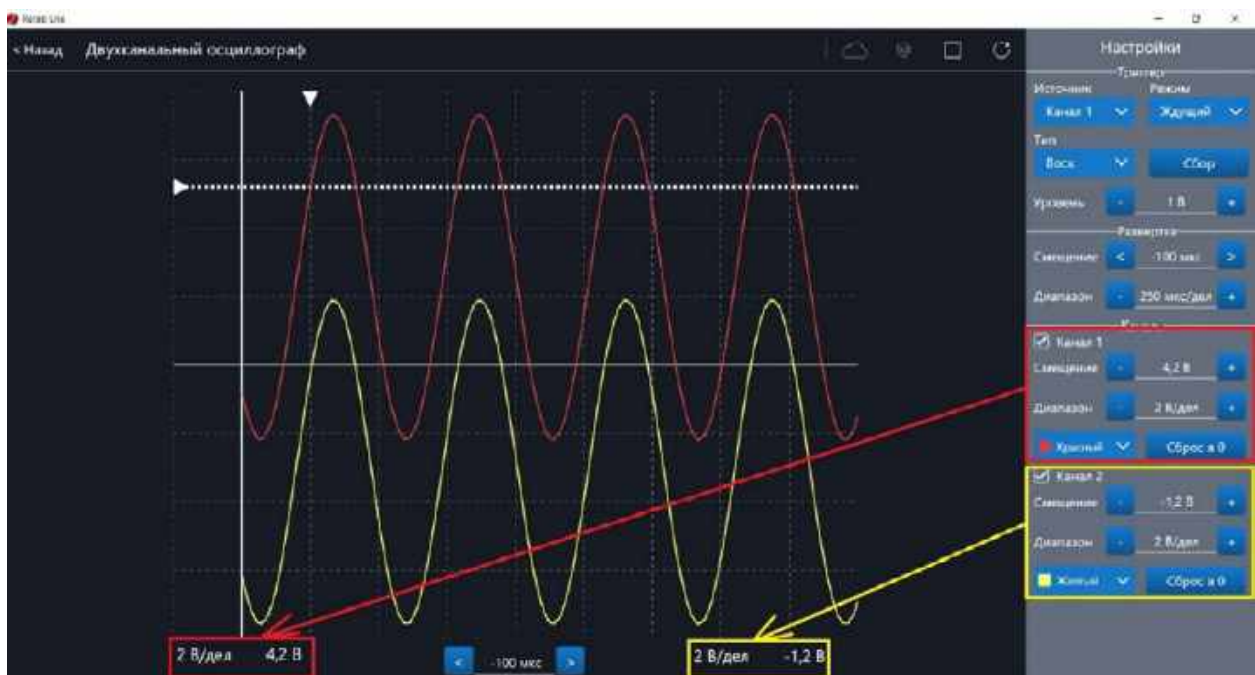 < Назад Двухканальный осциллограф
Настройки
Триггер
Источник Режим
Канал 1 Ждущий
Тип
Восх Сбор
Уровень - 1 В +
Развертка
Смещение < -100 мкс >
Диапазон - 250 мкс/дел +
Канал 1
Смещение - 4,2 В +
Диапазон - 2 В/дел +
Красный Сброс в 0
Канал 2
Смещение - -1,2 В +
Диапазон - 2 В/дел +
Желтый Сброс в 0
2 В/дел 4,2 В < -100 мкс > 2 В/дел -1,2 В